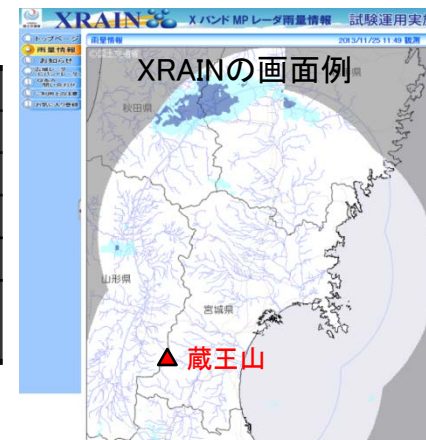 XRAIN XバンドMPレーダ雨量情報 試験運用実
トップページ
雨量情報
お知らせ
雨量情報 2013/11/25 11:49 観測
XRAINの画面例
秋田県
県
山形県
宮城県
蔵王山